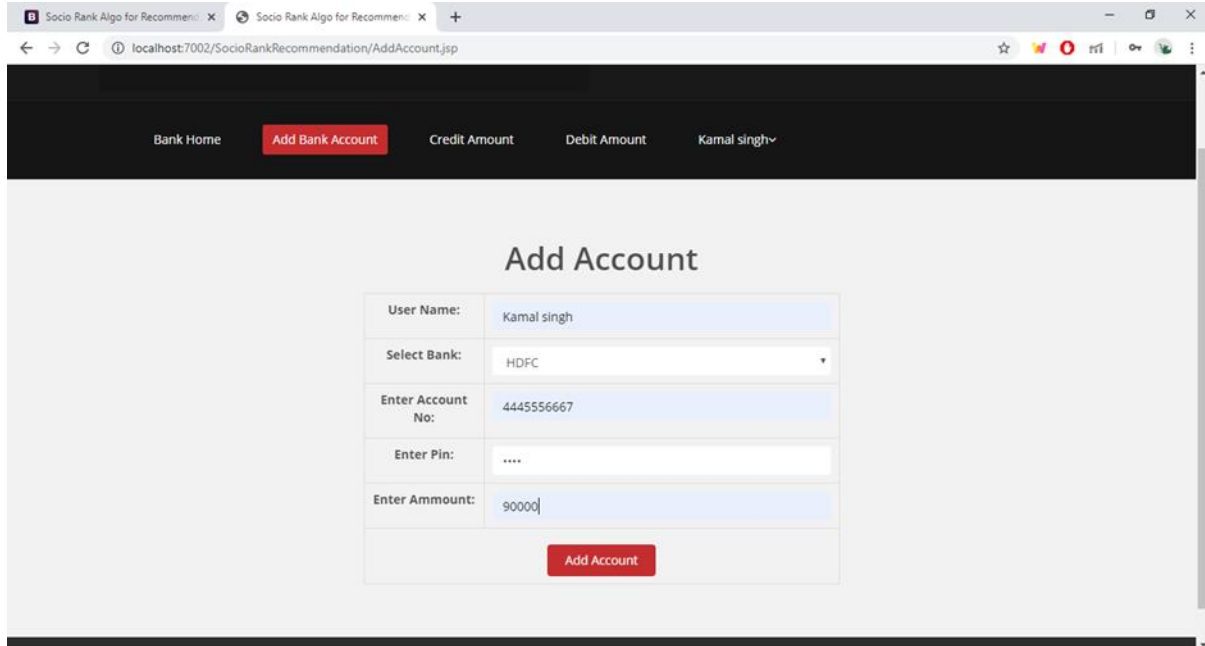 Socio Rank Algo for Recommend
Socio Rank Algo for Recommend
localhost:7002/SocioRankRecommendation/AddAccount.jsp
Bank Home
Add Bank Account
Credit Amount
Debit Amount
Kamal singh
Add Account
User Name:
Kamal singh
Select Bank:
HDFC
Enter Account
No:
4445556667
Enter Pin:
••••
Enter Ammount:
90000
Add Account